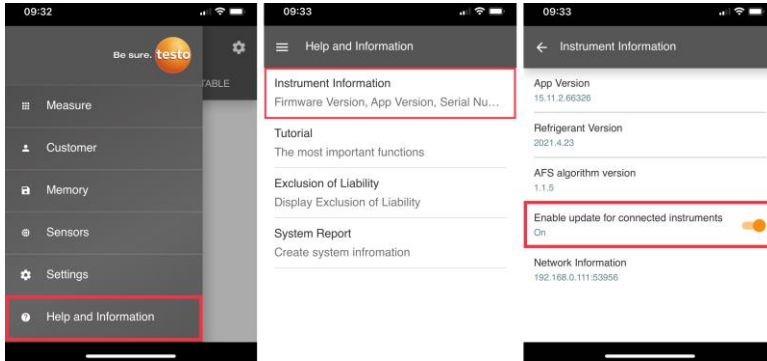 09:32
Be sure. testo
TABLE
Measure
Customer
Memory
Sensors
Settings
Help and Information
09:33
Help and Information
Instrument Information
Firmware Version, App Version, Serial Nu...
Tutorial
The most important functions
Exclusion of Liability
Display Exclusion of Liability
System Report
Create system infromation
09:33
Instrument Information
App Version
15.11.2.66326
Refrigerant Version
2021.4.23
AFS algorithm version
1.1.5
Enable update for connected instruments
On
Network Information
192.168.0.111:53956